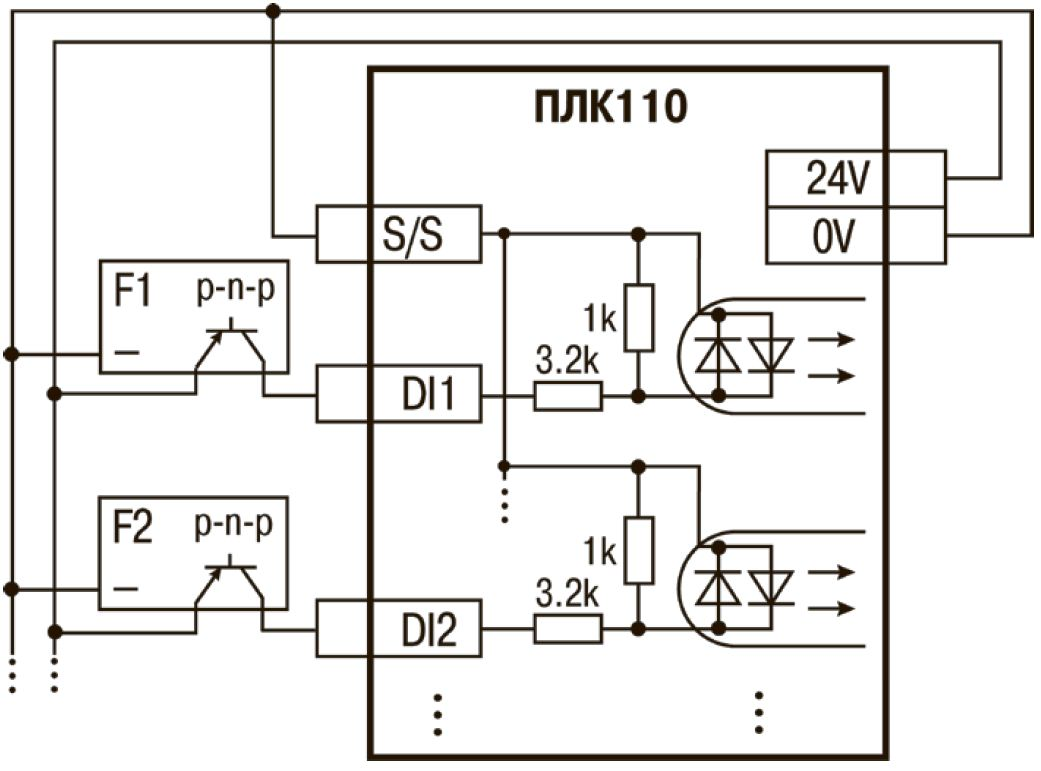 ПЛК110
24V
S/S
0V
F1 p-n-p
1k
–
3.2k
DI1
F2 p-n-p
1k
–
3.2k
DI2